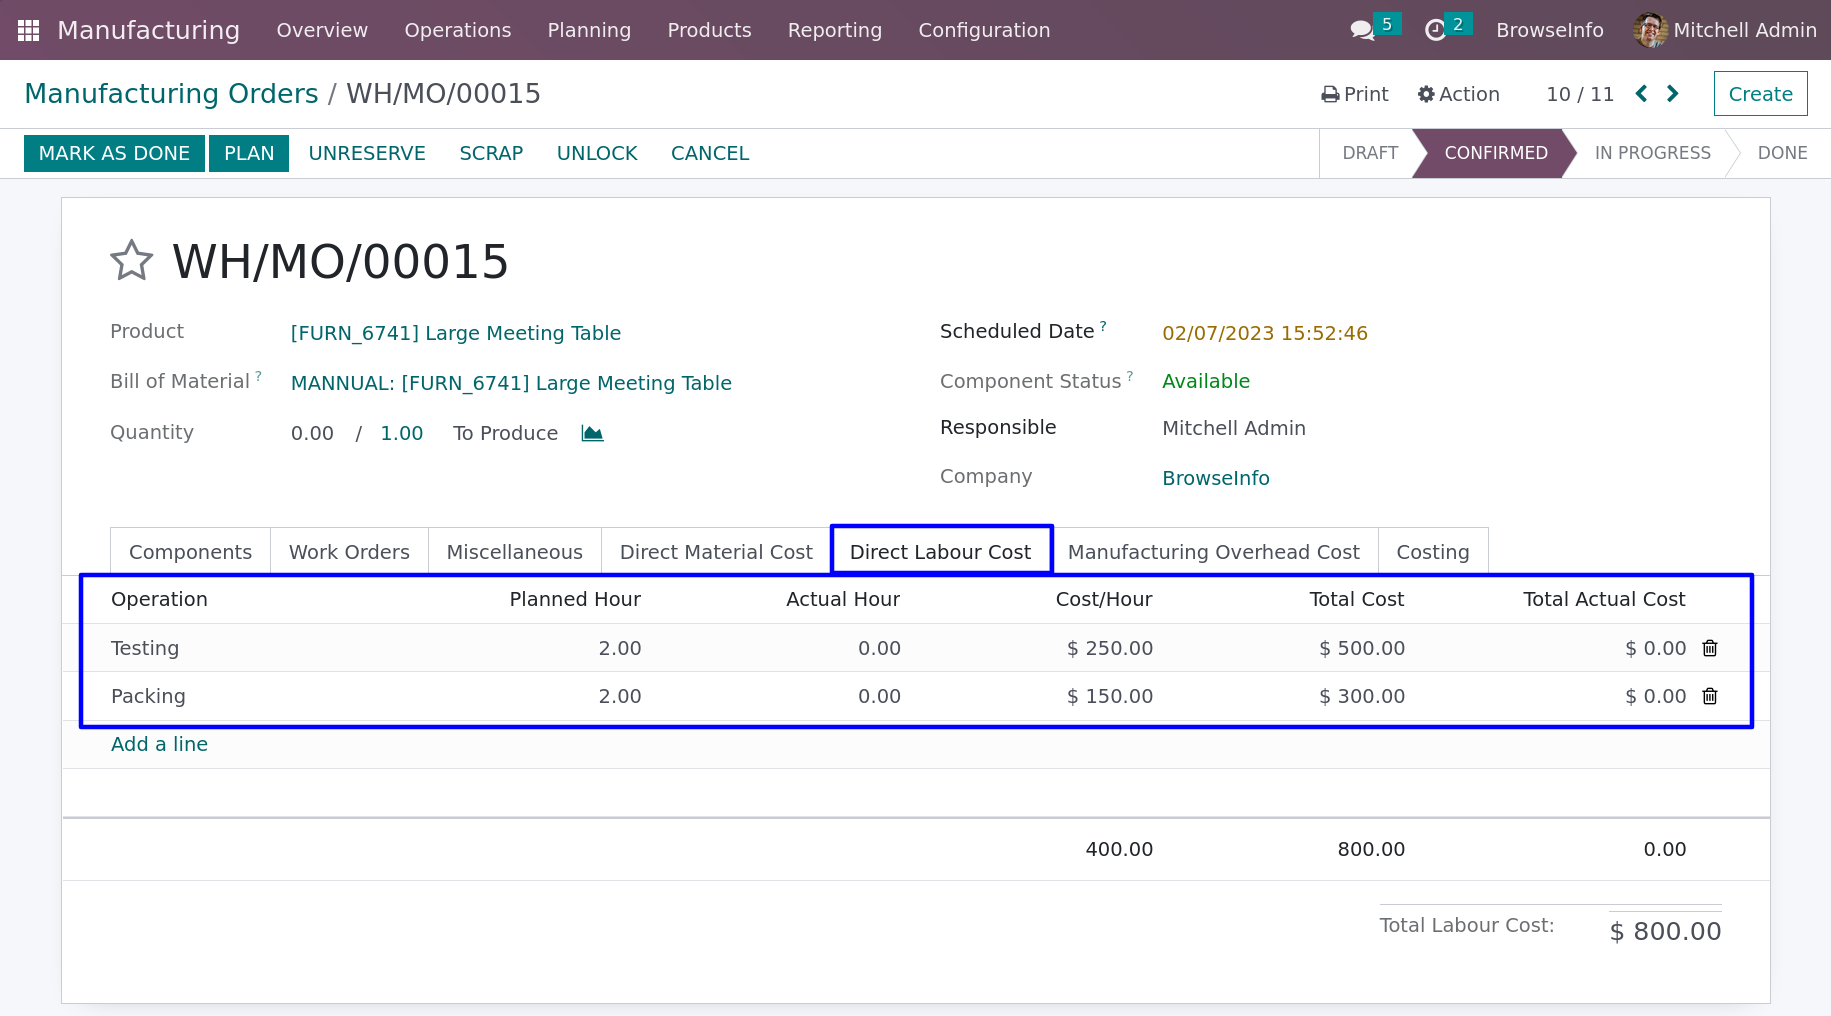 Manufacturing Overview Operations Planning Products Reporting Configuration 5 2 BrowseInfo Mitchell Admin
Manufacturing Orders / WH/MO/00015 Print Action 10 / 11 Create
MARK AS DONE PLAN UNRESERVE SCRAP UNLOCK CANCEL DRAFT CONFIRMED IN PROGRESS DONE
WH/MO/00015
Product [FURN_6741] Large Meeting Table Scheduled Date ? 02/07/2023 15:52:46
Bill of Material ? MANNUAL: [FURN_6741] Large Meeting Table Component Status ? Available
Quantity 0.00 / 1.00 To Produce Responsible Mitchell Admin
Company BrowseInfo
Components Work Orders Miscellaneous Direct Material Cost Direct Labour Cost Manufacturing Overhead Cost Costing
Operation Planned Hour Actual Hour Cost/Hour Total Cost Total Actual Cost
Testing 2.00 0.00 $ 250.00 $ 500.00 $ 0.00
Packing 2.00 0.00 $ 150.00 $ 300.00 $ 0.00
Add a line
400.00 800.00 0.00
Total Labour Cost: $ 800.00